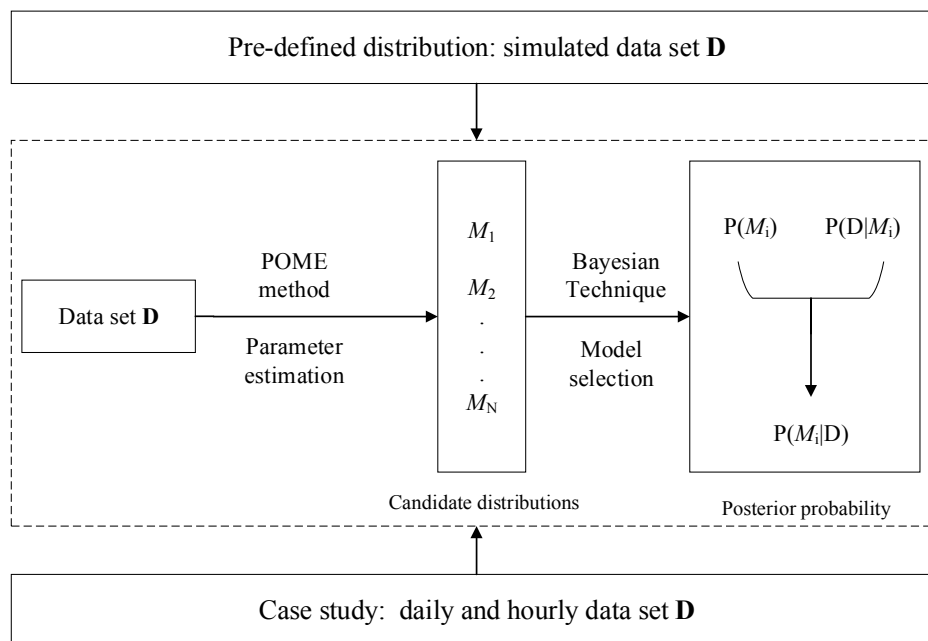 Pre-defined distribution: simulated data set D
Data set D
POME
method
Parameter
estimation
M1
M2
.
.
.
MN
Candidate distributions
Bayesian
Technique
Model
selection
P(Mi) P(D|Mi)
P(Mi|D)
Posterior probability
Case study: daily and hourly data set D